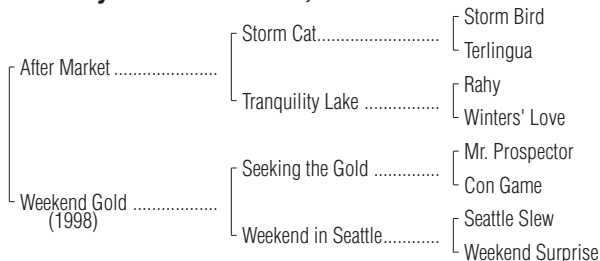 Storm Bird
Storm Cat.................
Terlingua
After Market .....................
Rahy
Tranquility Lake ...............
Winters' Love
Mr. Prospector
Seeking the Gold .............
Con Game
Weekend Gold .................
(1998)
Seattle Slew
Weekend in Seattle...........
Weekend Surprise